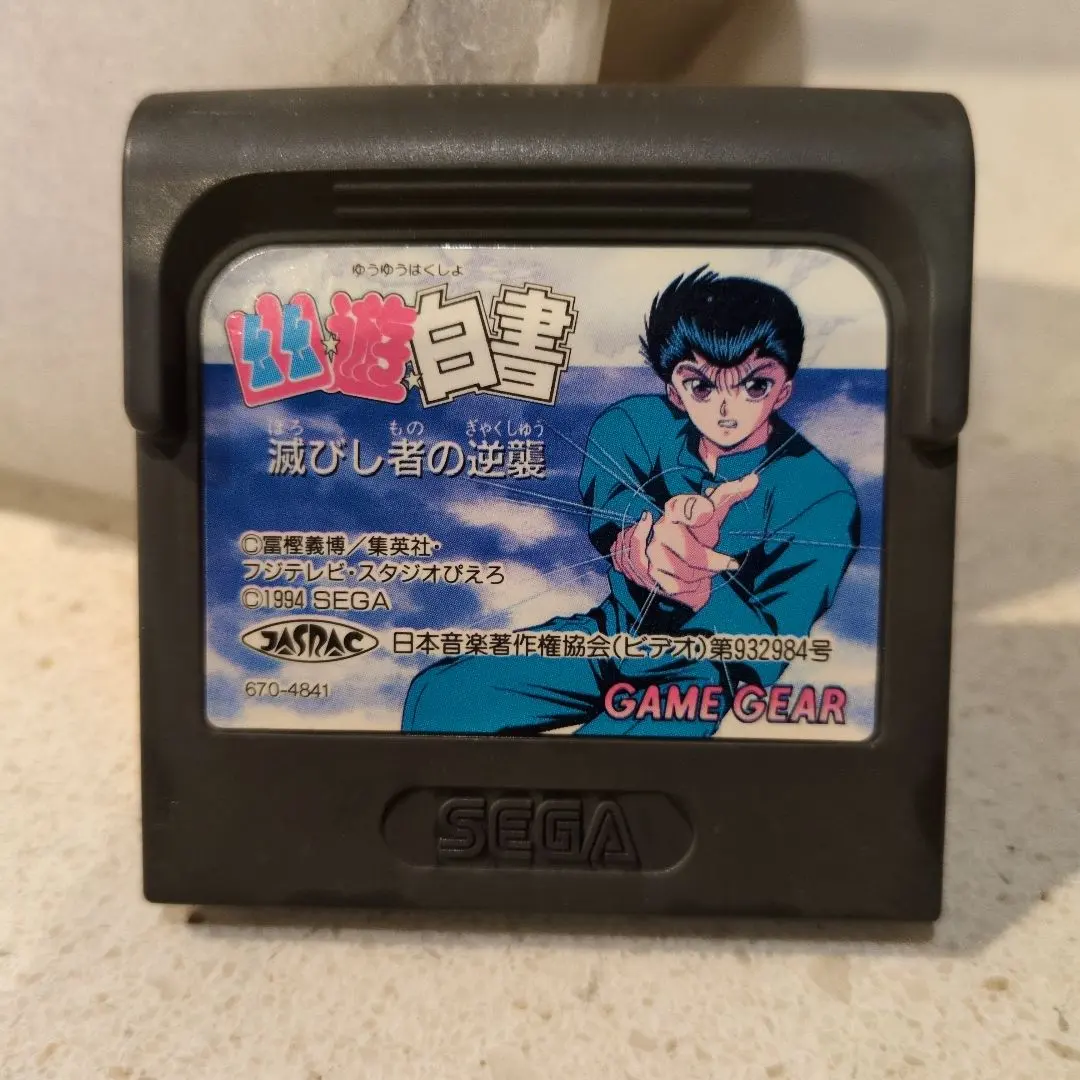 ゆうゆうはくしょ
幽★遊★白書
ほろ もの ぎゃくしゅう
滅びし者の逆襲
©冨樫義博/集英社・
フジテレビ・スタジオぴえろ
©1994 SEGA
JASRAC 日本音楽著作権協会(ビデオ)第932984号
670-4841
GAME GEAR
SEGA